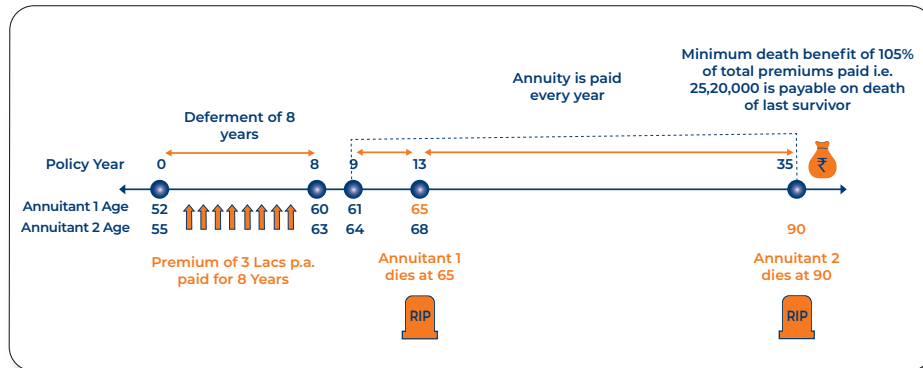 Minimum death benefit of 105%
of total premiums paid i.e.
25,20,000 is payable on death
of last survivor
Annuity is paid
every year
Deferment of 8
years
Policy Year 0 8 9 13 35 ₹
Annuitant 1 Age 52 60 61 65
Annuitant 2 Age 55 63 64 68 90
Premium of 3 Lacs p.a.
paid for 8 Years
Annuitant 1
dies at 65
Annuitant 2
dies at 90
RIP RIP